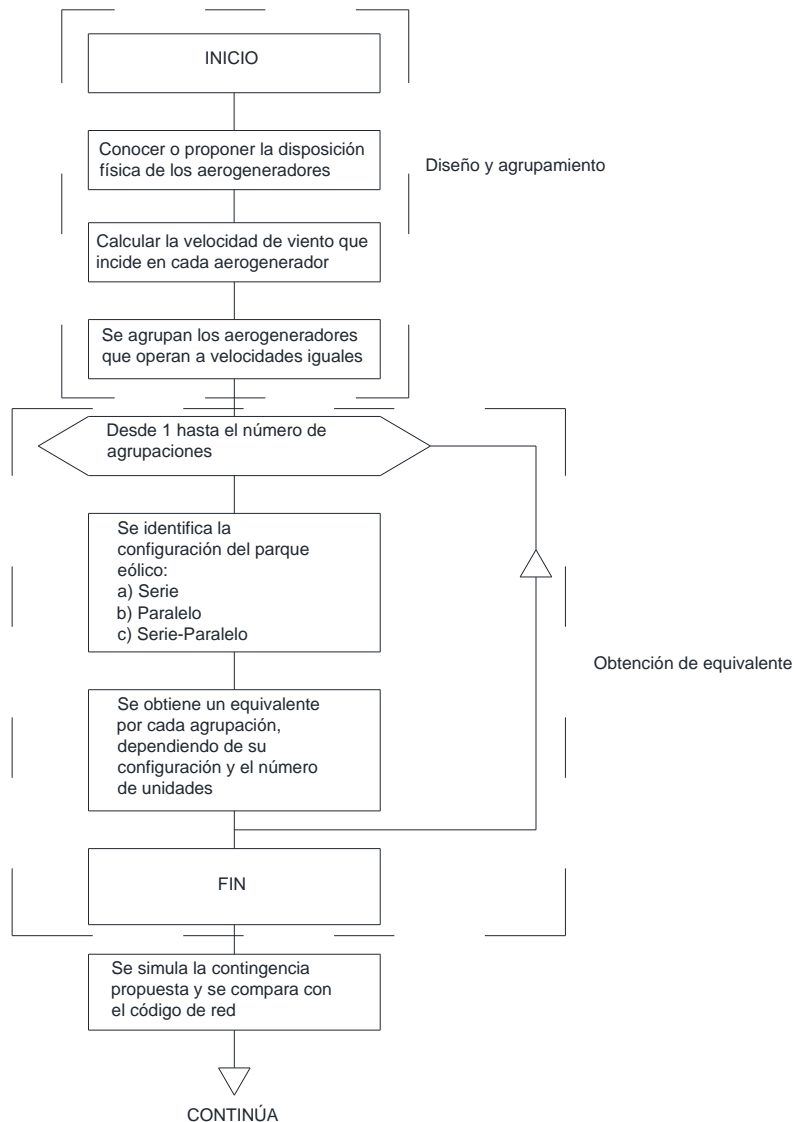 INICIO
Conocer o proponer la disposición
física de los aerogeneradores
Diseño y agrupamiento
Calcular la velocidad de viento que
incide en cada aerogenerador
Se agrupan los aerogeneradores
que operan a velocidades iguales
Desde 1 hasta el número de
agrupaciones
Se identifica la
configuración del parque
eólico:
a) Serie
b) Paralelo
c) Serie-Paralelo
Obtención de equivalente
Se obtiene un equivalente
por cada agrupación,
dependiendo de su
configuración y el número
de unidades
FIN
Se simula la contingencia
propuesta y se compara con
el código de red
CONTINÚA